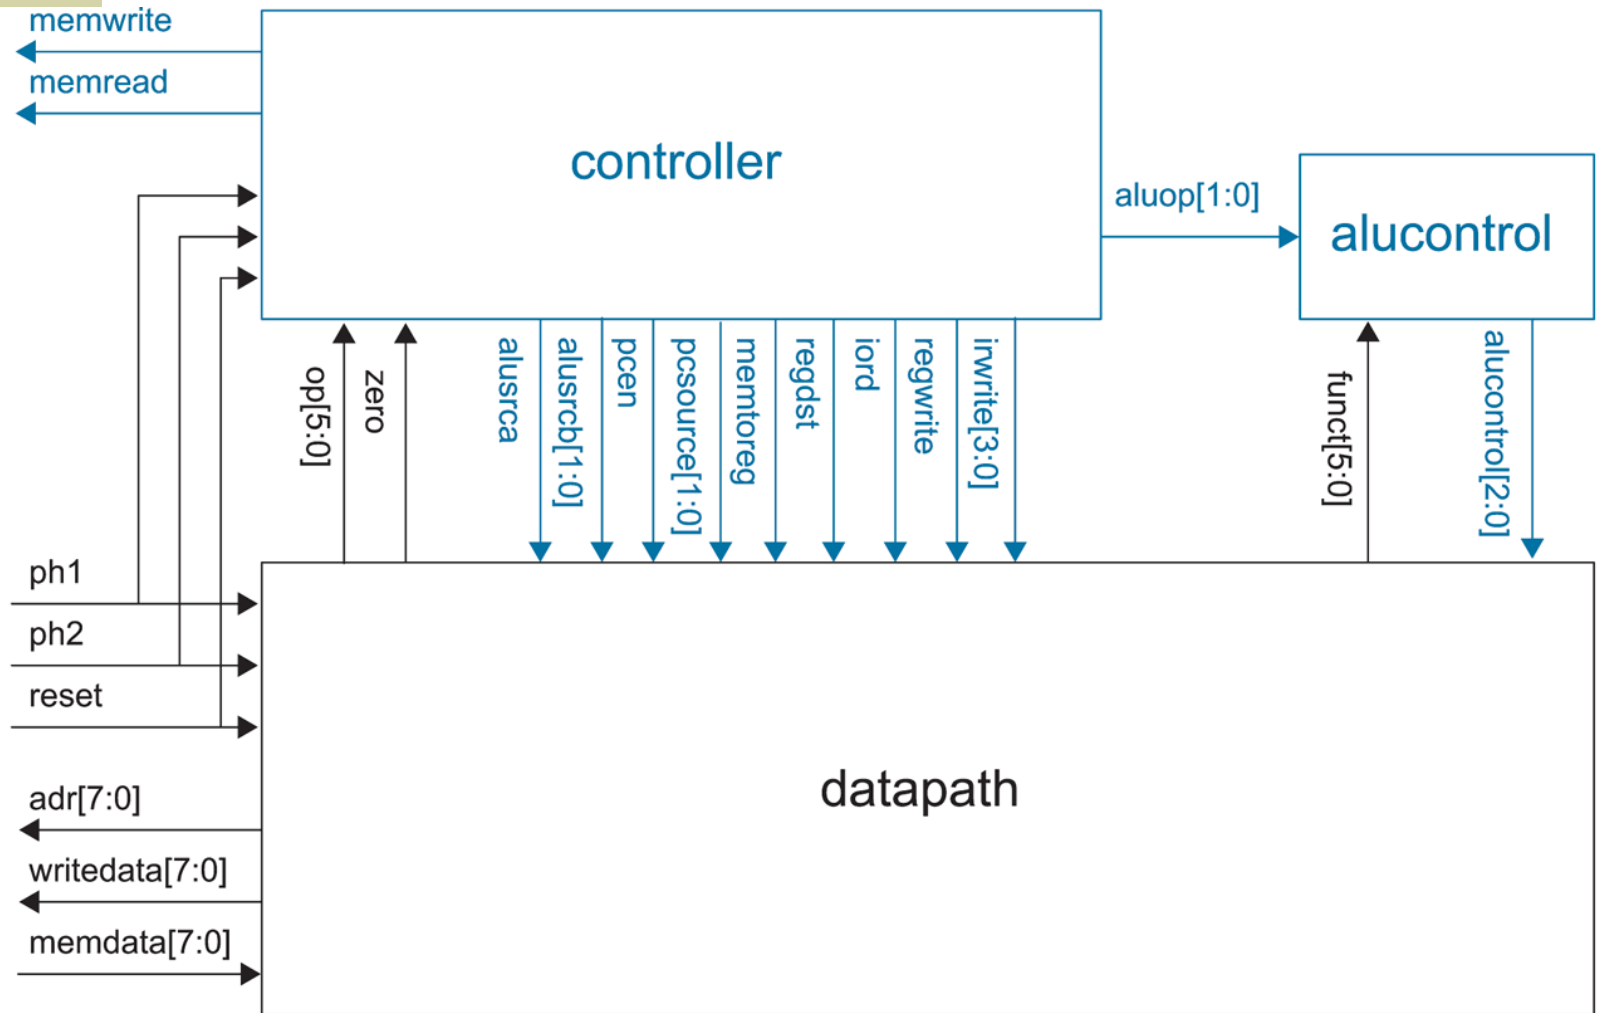 memwrite
memread
controller
aluop[1:0]
alucontrol
op[5:0]
zero
alusrca
alusrcb[1:0]
pcen
pcsource[1:0]
memtoreg
regdst
iord
regwrite
irwrite[3:0]
funct[5:0]
alucontrol[2:0]
ph1
ph2
reset
adr[7:0]
writedata[7:0]
memdata[7:0]
datapath